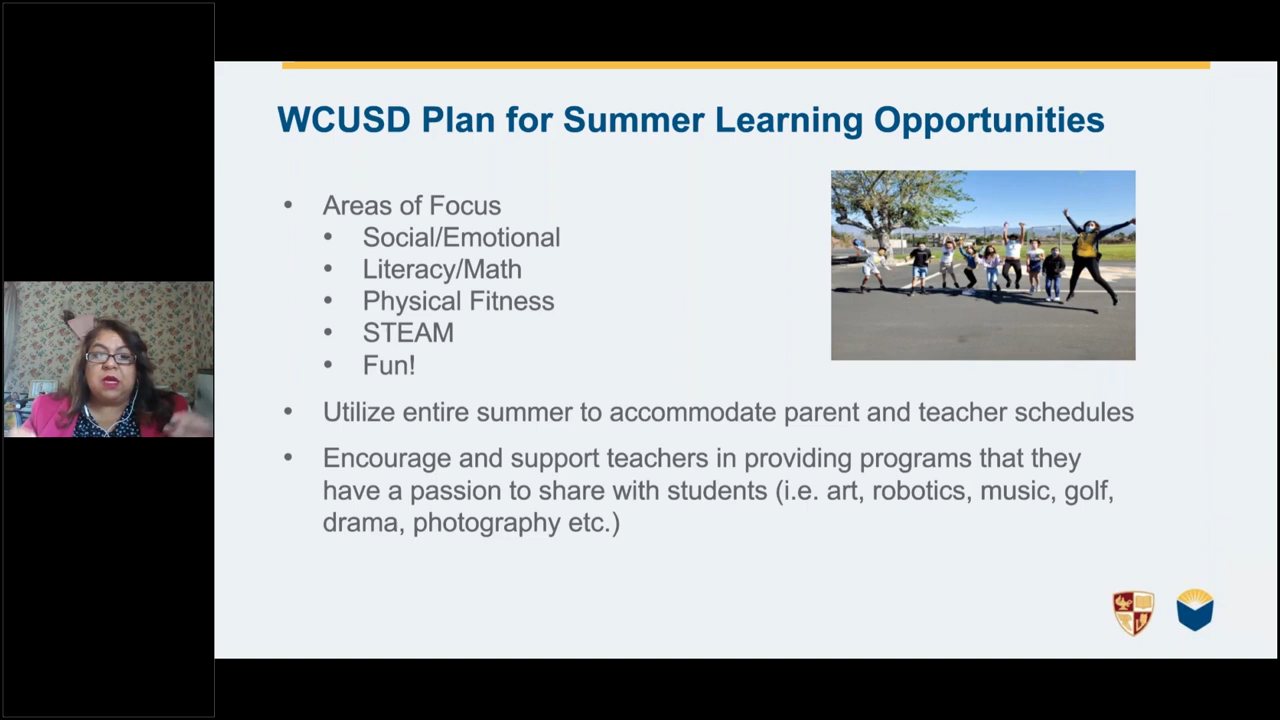 WCUSD Plan for Summer Learning Opportunities
• Areas of Focus
• Social/Emotional
• Literacy/Math
• Physical Fitness
• STEAM
• Fun!
• Utilize entire summer to accommodate parent and teacher schedules
• Encourage and support teachers in providing programs that they
have a passion to share with students (i.e. art, robotics, music, golf,
drama, photography etc.)